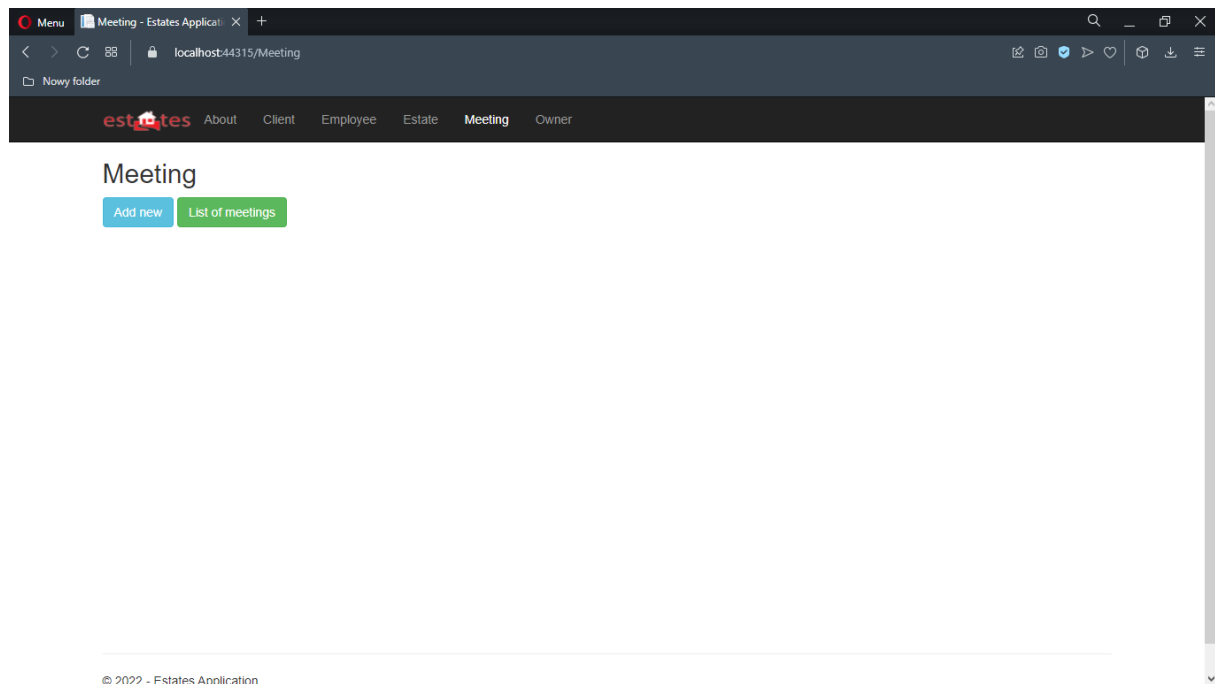 Menu Meeting - Estates Applicati
localhost:44315/Meeting
Nowy folder
estates About Client Employee Estate Meeting Owner
Meeting
Add new List of meetings
© 2022 - Estates Application